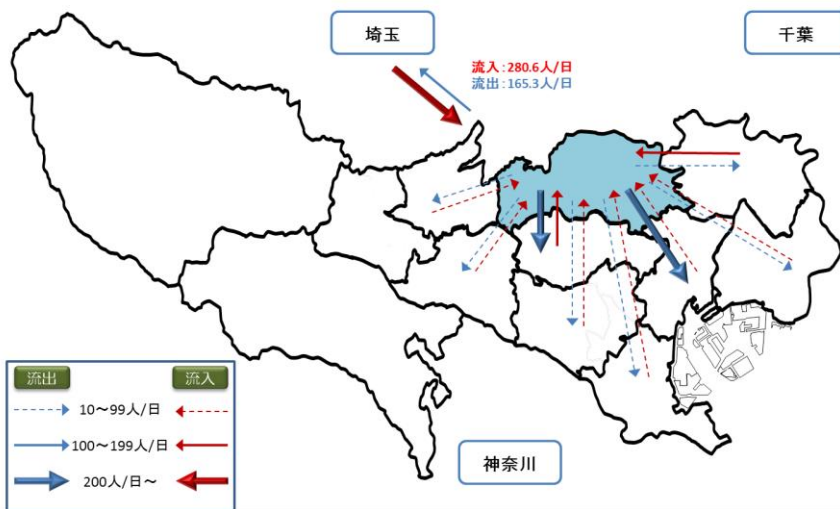 埼玉
千葉
流入：280.6人/日
流出：165.3人/日
流出 流入
10～99人/日
100～199人/日
200人/日～
神奈川